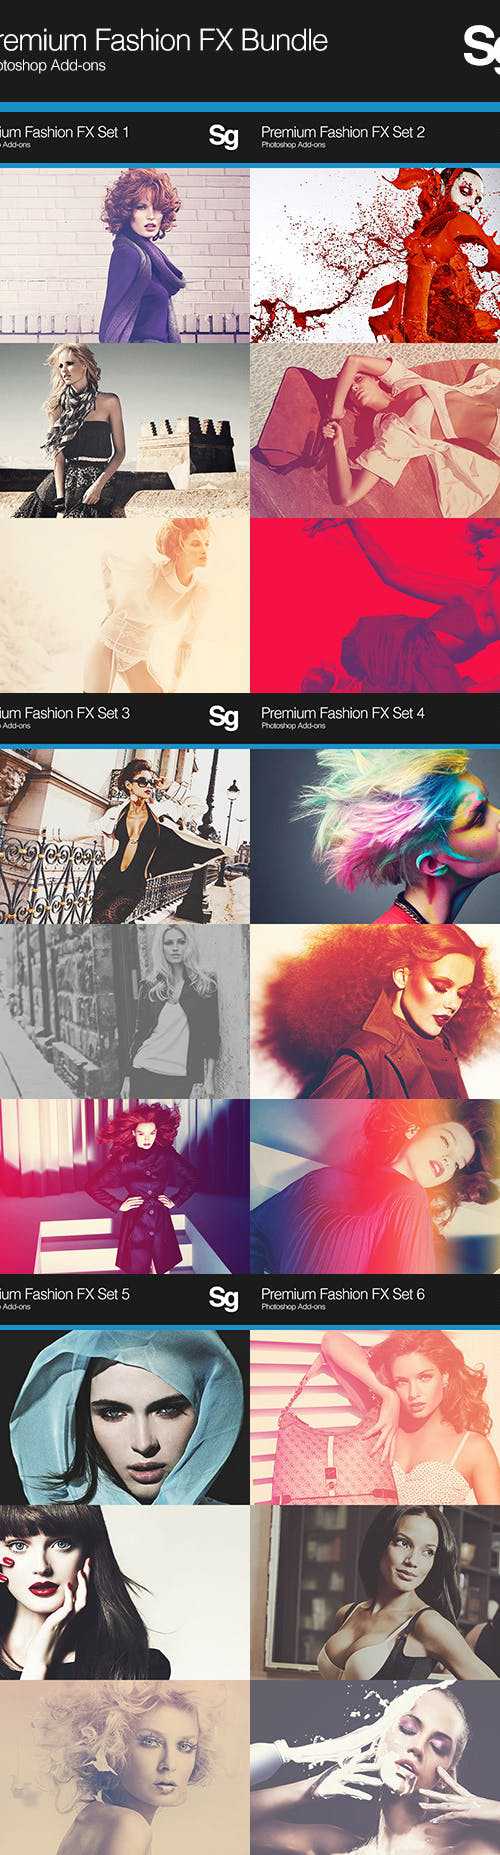 remium Fashion FX Bundle
otoshop Add-ons
Sg
ium Fashion FX Set 1
Add-ons
Sg
Premium Fashion FX Set 2
Photoshop Add-ons
ium Fashion FX Set 3
Add-ons
Sg
Premium Fashion FX Set 4
Photoshop Add-ons
ium Fashion FX Set 5
Add-ons
Sg
Premium Fashion FX Set 6
Photoshop Add-ons